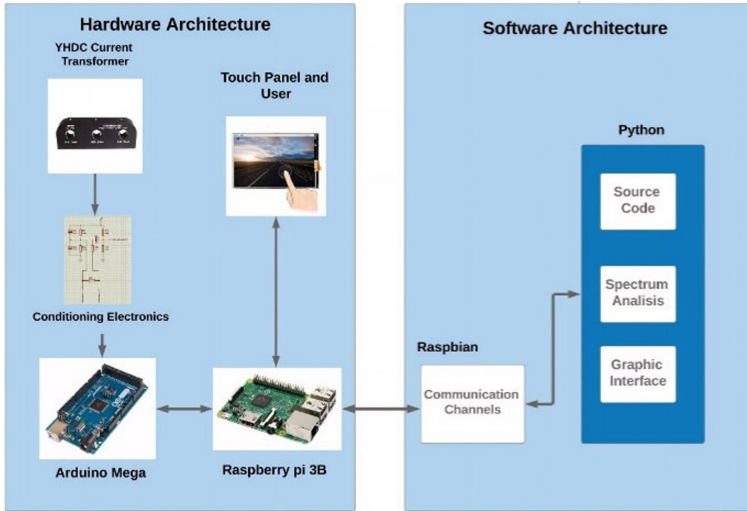 Hardware Architecture
YHDC Current
Transformer
Touch Panel and
User
Conditioning Electronics
Arduino Mega
Raspberry pi 3B
Software Architecture
Python
Source
Code
Spectrum
Analisis
Graphic
Interface
Raspbian
Communication
Channels